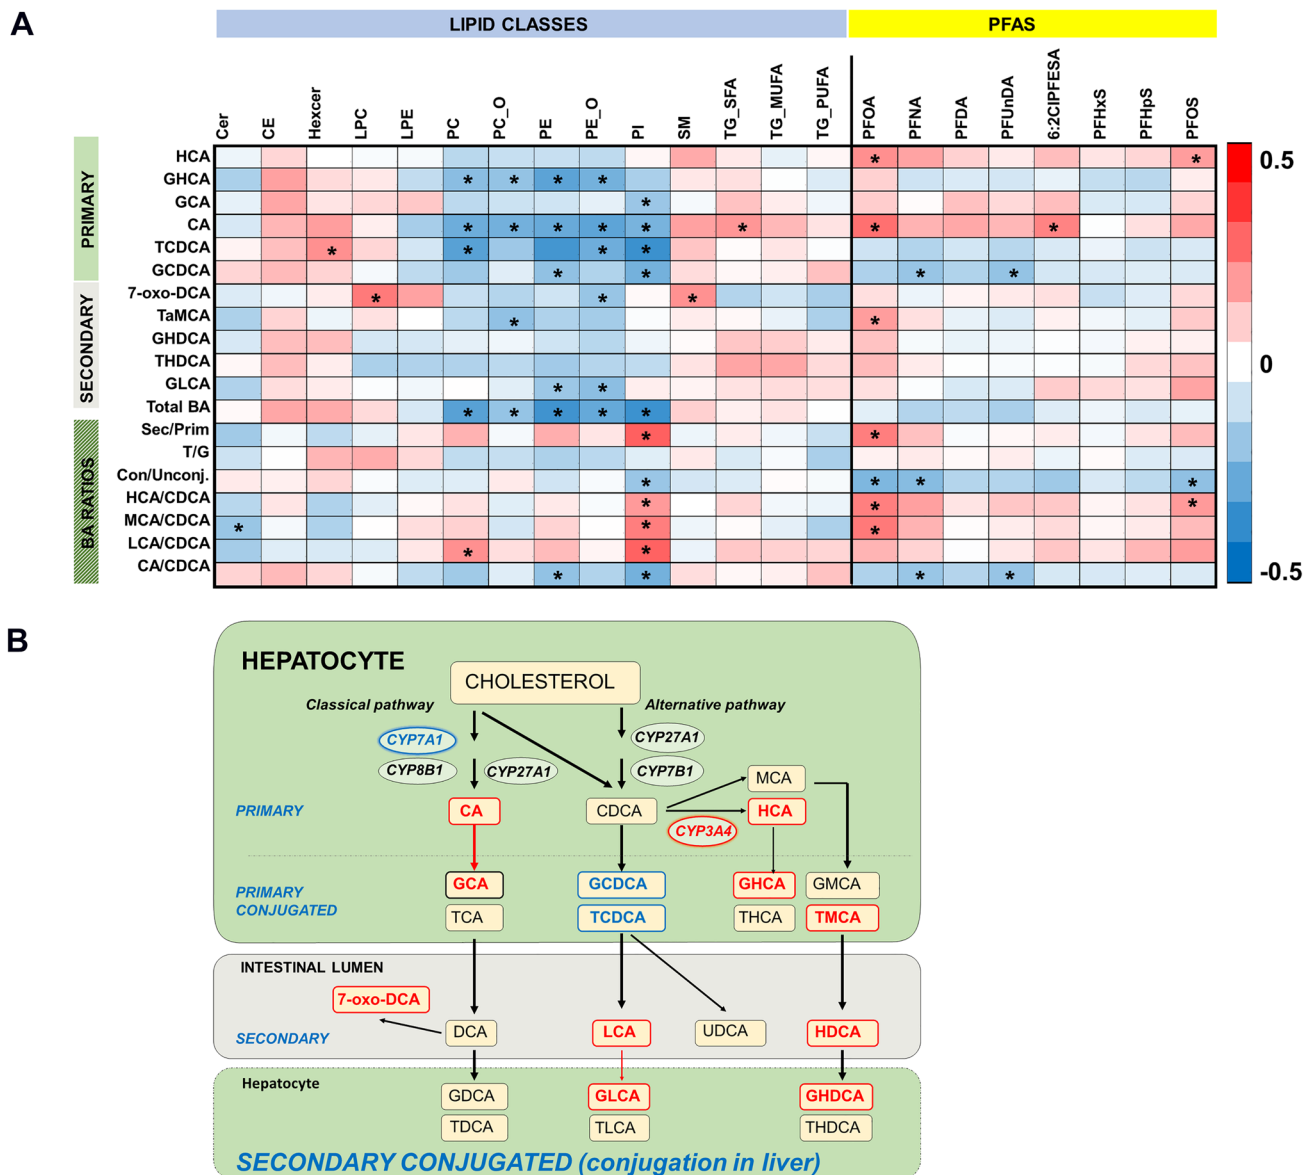 A
LIPID CLASSES
PFAS
Cer
CE
Hexcer
LPC
LPE
PC
PC_O
PE
PE_O
PI
SM
TG_SFA
TG_MUFA
TG_PUFA
PFOA
PFNA
PFDA
PFUnDA
6:2ClPFESA
PFHxS
PFHpS
PFOS
PRIMARY
HCA
GHCA
GCA
CA
TCDCA
GCDCA
SECONDARY
7-oxo-DCA
TaMCA
GHDCA
THDCA
GLCA
Total BA
BA RATIOS
Sec/Prim
T/G
Con/Unconj.
HCA/CDCA
MCA/CDCA
LCA/CDCA
CA/CDCA
0.5
0
-0.5
B
HEPATOCYTE
CHOLESTEROL
Classical pathway
Alternative pathway
CYP7A1
CYP27A1
CYP8B1
CYP27A1
CYP7B1
MCA
PRIMARY
CA
CDCA
HCA
CYP3A4
PRIMARY
CONJUGATED
GCA
GCDCA
GHCA
GMCA
TCA
TCDCA
THCA
TMCA
INTESTINAL LUMEN
7-oxo-DCA
SECONDARY
DCA
LCA
UDCA
HDCA
Hepatocyte
GDCA
GLCA
GHDCA
TDCA
TLCA
THDCA
SECONDARY CONJUGATED (conjugation in liver)